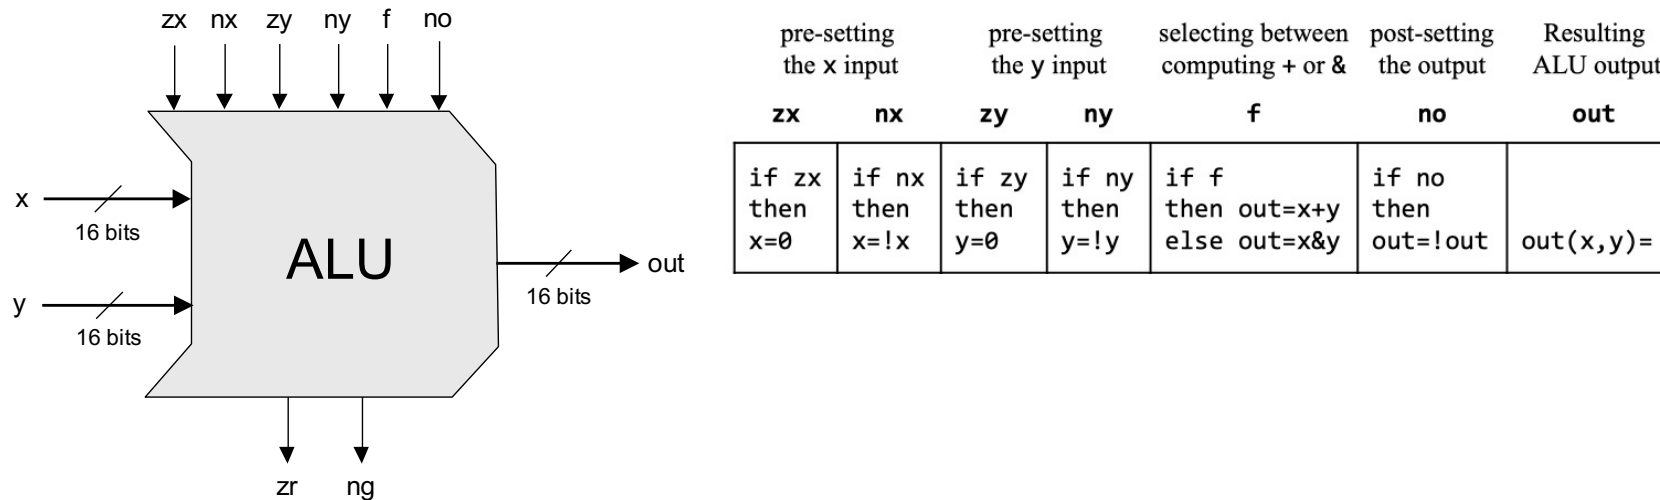 zx nx zy ny f no
x
16 bits
ALU
out
16 bits
y
16 bits
zr ng
pre-setting
the x input
pre-setting
the y input
selecting between
computing + or &
post-setting
the output
Resulting
ALU output
zx nx zy ny f no out
if zx
then
x=0
if nx
then
x=!x
if zy
then
y=0
if ny
then
y=!y
if f
then out=x+y
else out=x&y
if no
then
out=!out
out(x,y)=